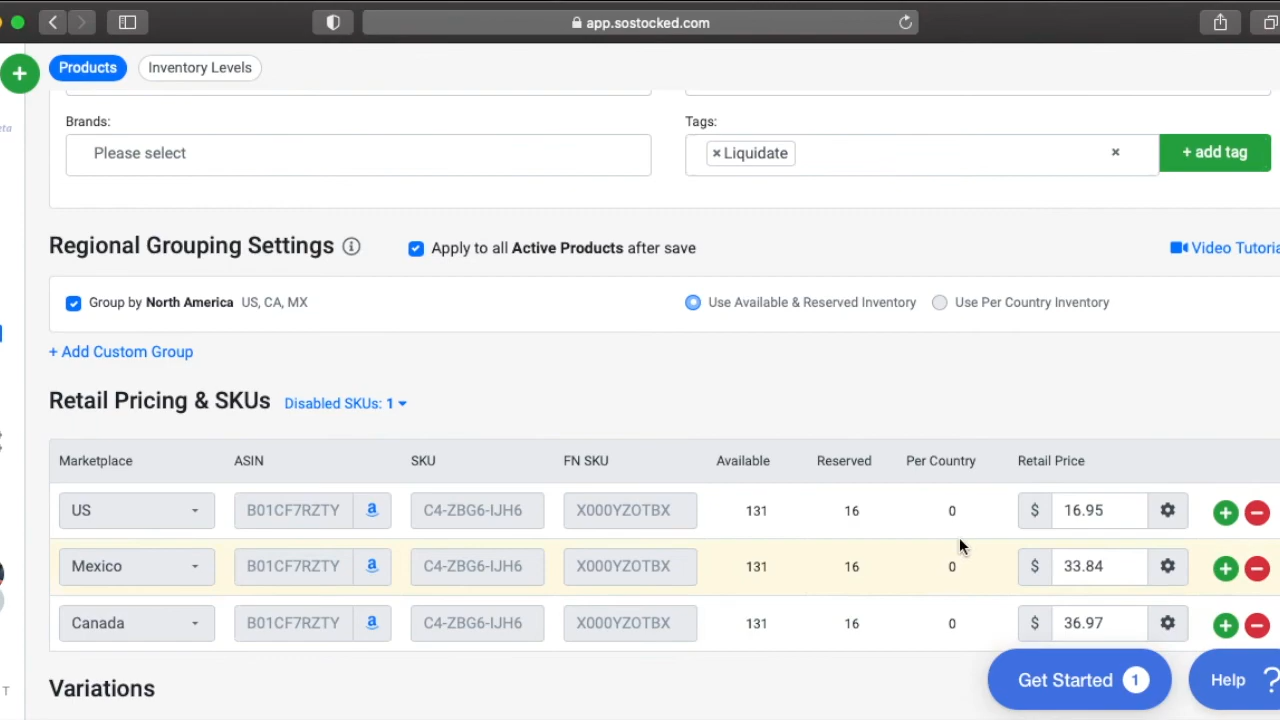 app.sostocked.com
Products Inventory Levels
eta
Brands: Tags:
Please select × Liquidate × + add tag
Regional Grouping Settings Apply to all Active Products after save Video Tutoria
Group by North America US, CA, MX Use Available & Reserved Inventory Use Per Country Inventory
+ Add Custom Group
Retail Pricing & SKUs Disabled SKUs: 1
Marketplace ASIN SKU FN SKU Available Reserved Per Country Retail Price
US B01CF7RZTY a C4-ZBG6-IJH6 X000YZOTBX 131 16 0 $ 16.95
Mexico B01CF7RZTY a C4-ZBG6-IJH6 X000YZOTBX 131 16 0 $ 33.84
Canada B01CF7RZTY a C4-ZBG6-IJH6 X000YZOTBX 131 16 0 $ 36.97
Variations
T
Get Started 1 Help ?